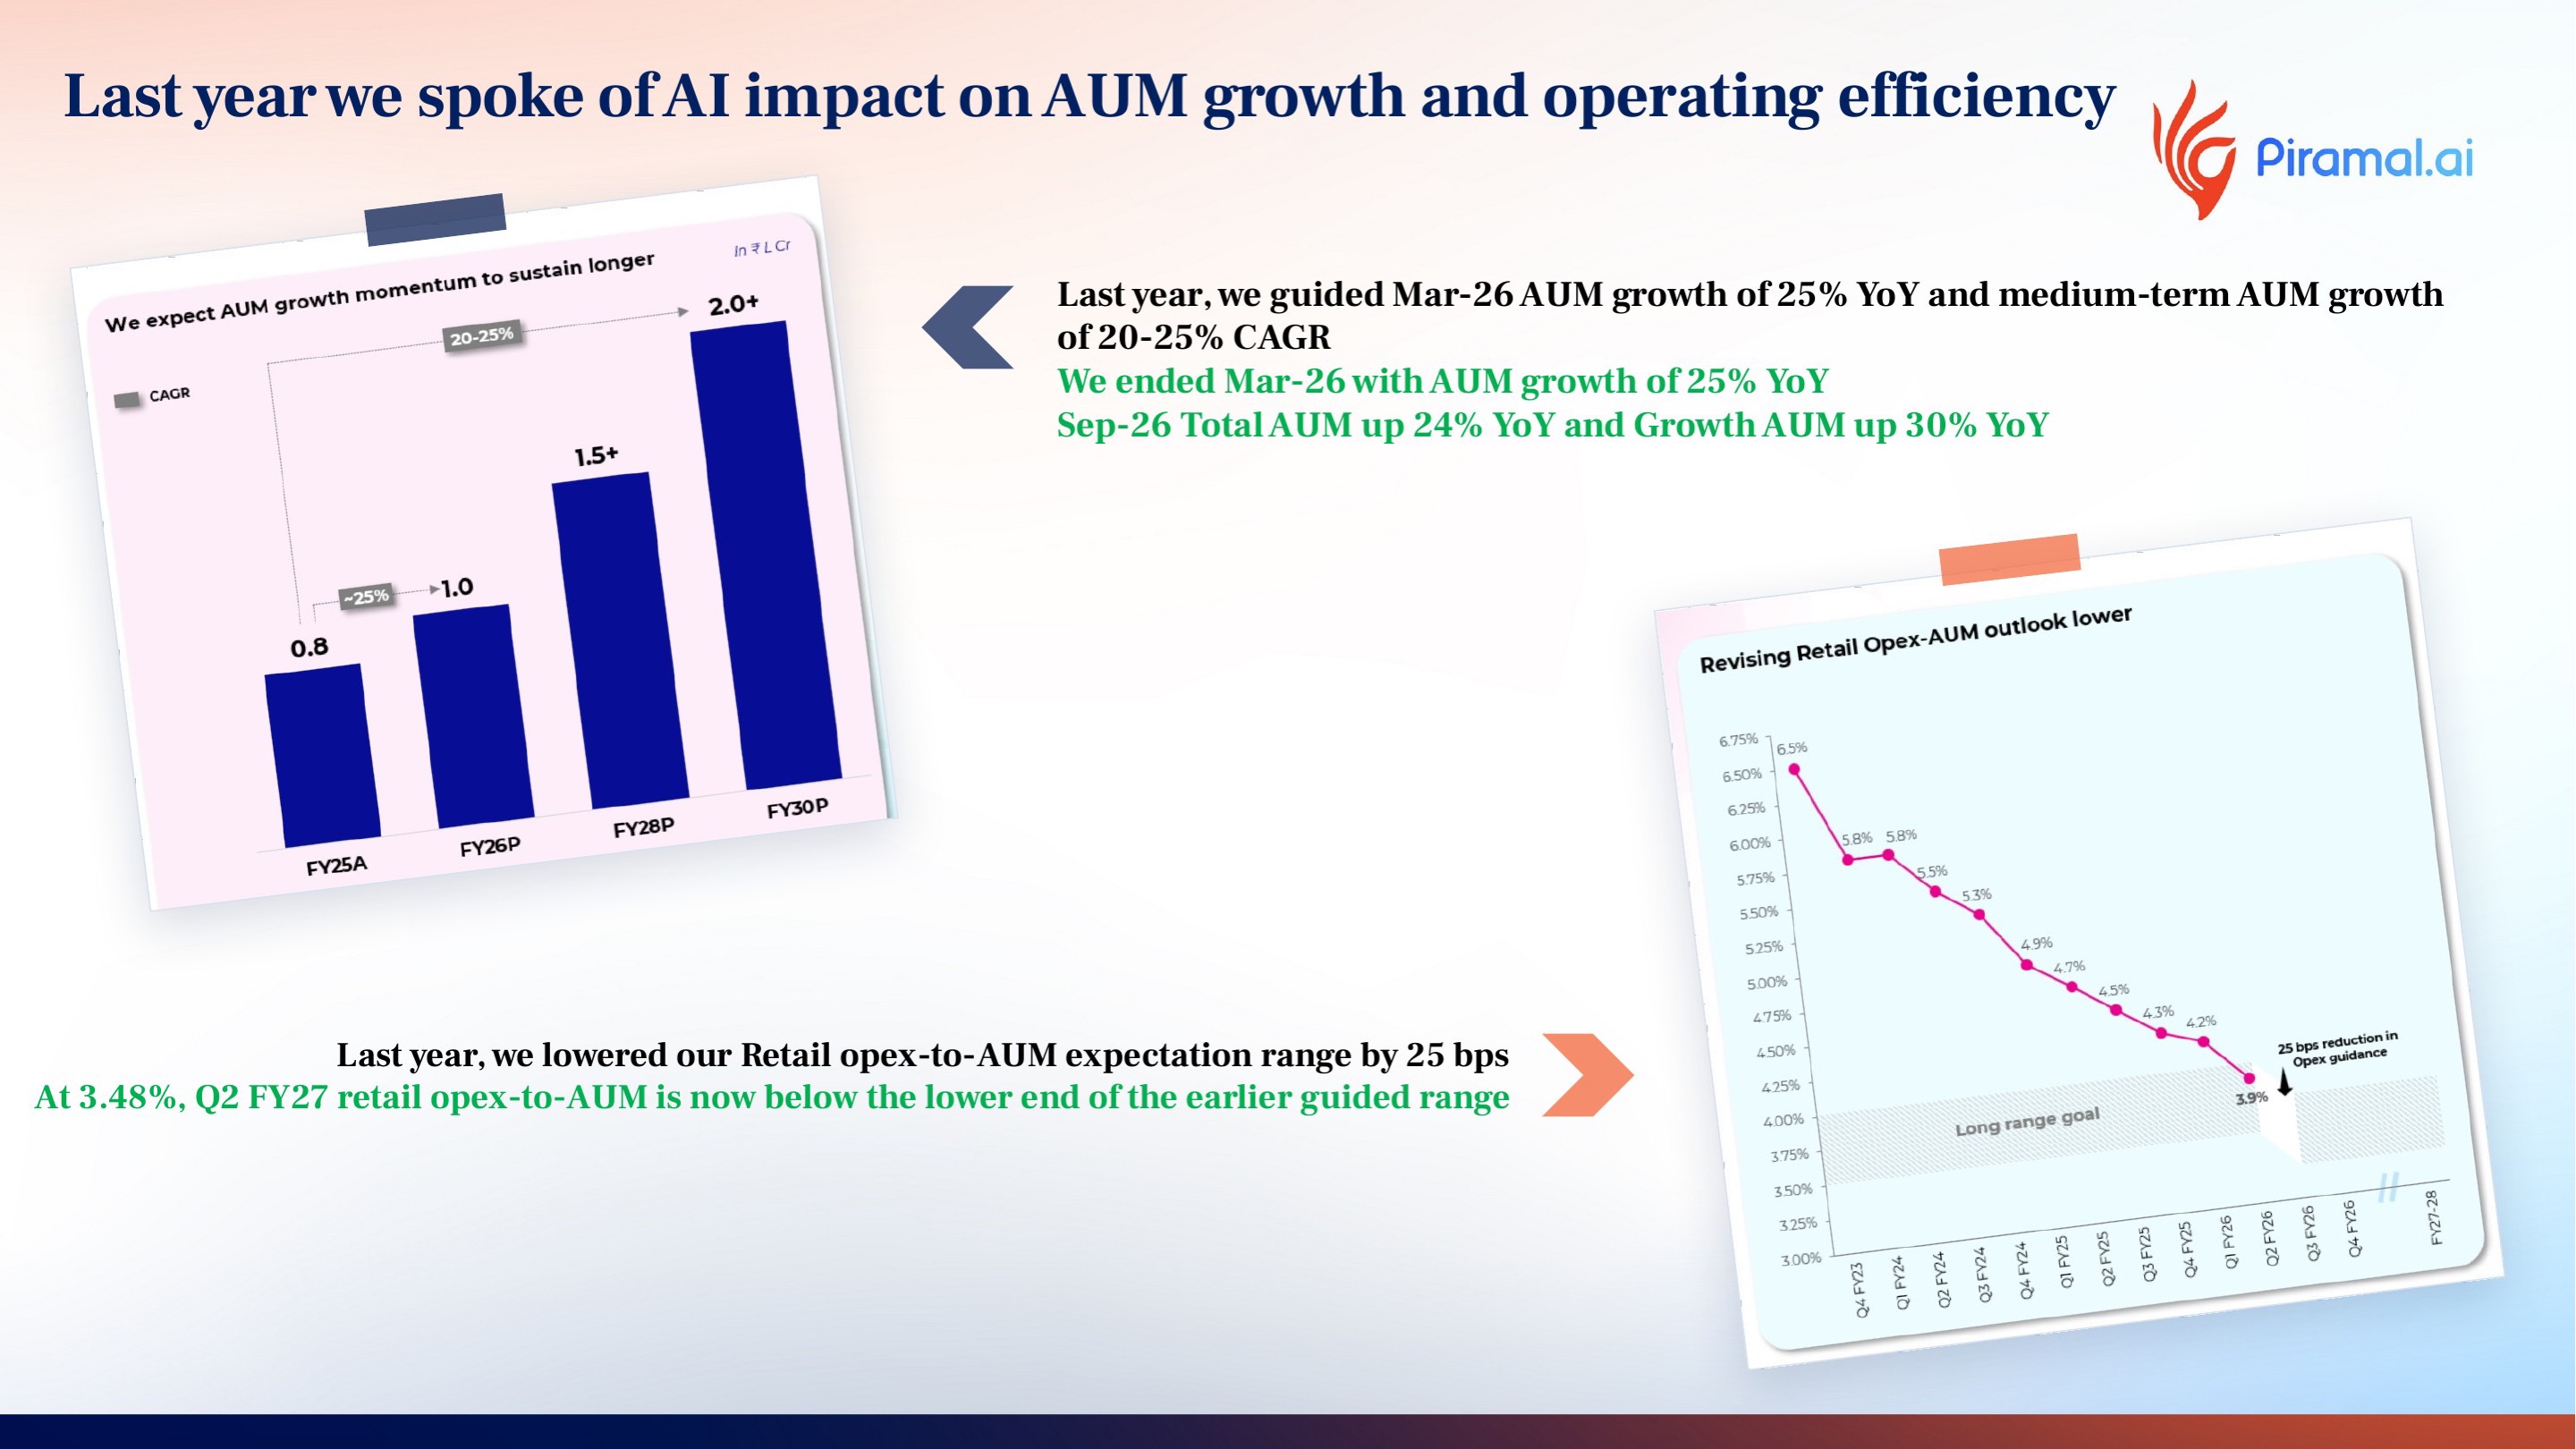 Last year we spoke of AI impact on AUM growth and operating efficiency
Piramal.ai
We expect AUM growth momentum to sustain longer
In ₹ L Cr
CAGR
20-25%
2.0+
1.5+
~25%
1.0
0.8
FY25A
FY26P
FY28P
FY30P
Last year, we guided Mar-26 AUM growth of 25% YoY and medium-term AUM growth
of 20-25% CAGR
We ended Mar-26 with AUM growth of 25% YoY
Sep-26 Total AUM up 24% YoY and Growth AUM up 30% YoY
Last year, we lowered our Retail opex-to-AUM expectation range by 25 bps
At 3.48%, Q2 FY27 retail opex-to-AUM is now below the lower end of the earlier guided range
Revising Retail Opex-AUM outlook lower
6.75%
6.50%
6.25%
6.00%
5.75%
5.50%
5.25%
5.00%
4.75%
4.50%
4.25%
4.00%
3.75%
3.50%
3.25%
3.00%
6.5%
5.8%
5.8%
5.5%
5.3%
4.9%
4.7%
4.5%
4.3%
4.2%
3.9%
25 bps reduction in
Opex guidance
Long range goal
Q4 FY23
Q1 FY24
Q2 FY24
Q3 FY24
Q4 FY24
Q1 FY25
Q2 FY25
Q3 FY25
Q4 FY25
Q1 FY26
Q2 FY26
Q3 FY26
Q4 FY26
//
FY27-28